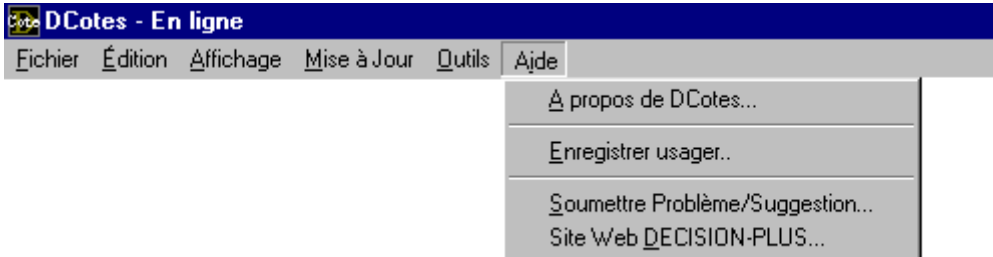 Cote DCotes - En ligne
Fichier Édition Affichage Mise à Jour Outils Aide
A propos de DCotes...
Enregistrer usager..
Soumettre Problème/Suggestion...
Site Web DECISION-PLUS...